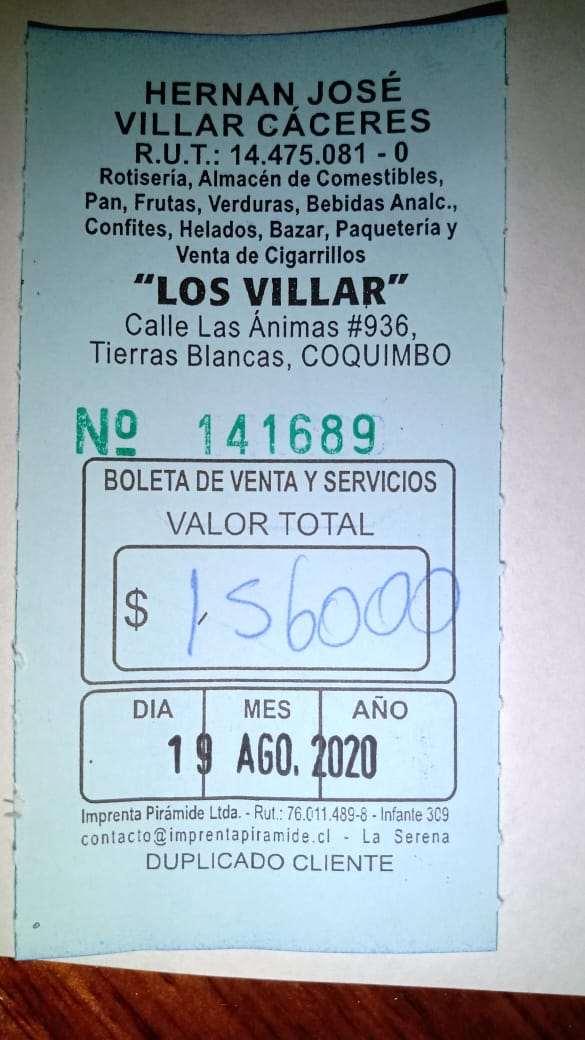 HERNAN JOSÉ
VILLAR CÁCERES
R.U.T.: 14.475.081 - 0
Rotisería, Almacén de Comestibles,
Pan, Frutas, Verduras, Bebidas Analc.,
Confites, Helados, Bazar, Paquetería y
Venta de Cigarrillos
"LOS VILLAR"
Calle Las Ánimas #936,
Tierras Blancas, COQUIMBO
Nº 141689
BOLETA DE VENTA Y SERVICIOS
VALOR TOTAL
$ 156000
DIA MES AÑO
19 AGO. 2020
Imprenta Pirámide Ltda. - Rut.: 76.011.489-8 - Infante 309
contacto@imprentapiramide.cl - La Serena
DUPLICADO CLIENTE